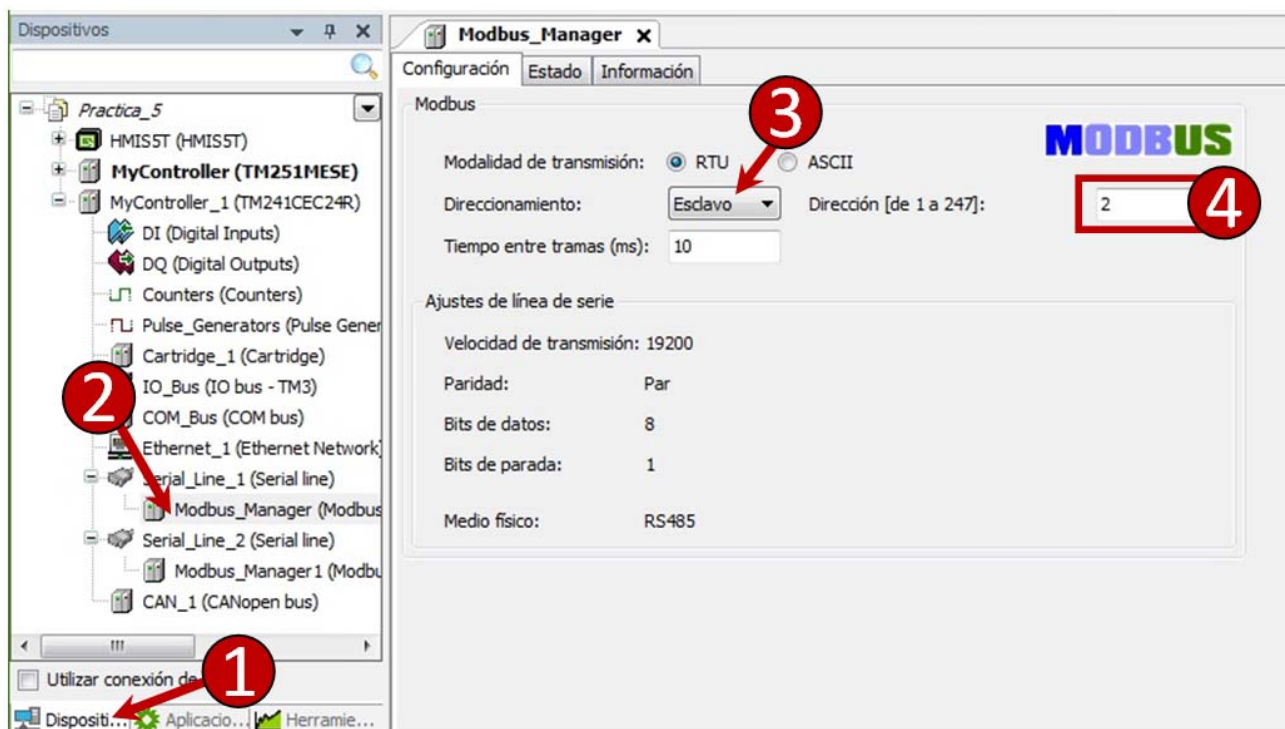 Dispositivos
Practica_5
HMISST (HMISST)
MyController (TM251MESE)
MyController_1 (TM241CEC24R)
DI (Digital Inputs)
DQ (Digital Outputs)
Counters (Counters)
Pulse_Generators (Pulse Gener
Cartridge_1 (Cartridge)
IO_Bus (IO bus - TM3)
COM_Bus (COM bus)
Ethernet_1 (Ethernet Network)
Serial_Line_1 (Serial line)
Modbus_Manager (Modbus
Serial_Line_2 (Serial line)
Modbus_Manager1 (Modbu
CAN_1 (CANopen bus)
Utilizar conexión de
Dispositi... Aplicacio... Herramie...
1
2
Modbus_Manager X
Configuración Estado Información
Modbus
3
MODBUS
Modalidad de transmisión: RTU ASCII
Direccionamiento: Esclavo Dirección [de 1 a 247]: 2
4
Tiempo entre tramas (ms): 10
Ajustes de línea de serie
Velocidad de transmisión: 19200
Paridad: Par
Bits de datos: 8
Bits de parada: 1
Medio físico: RS485